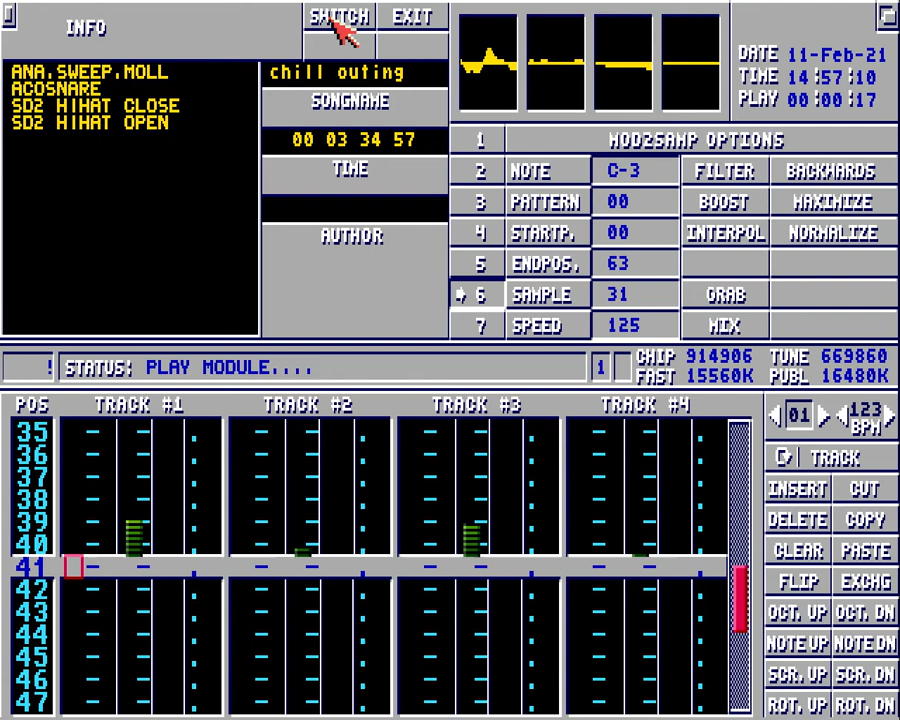 INFO
SWITCH EXIT
ANA.SWEEP.MOLL
ACOSNARE
SD2 H!HAT CLOSE
SD2 H!HAT OPEN
chill outing
SONGNAME
00 03 34 57
TIME
AUTHOR
DATE 11-Feb-21
TIME 14:57:10
PLAY 00:00:17
1 MOD2SAMP OPTIONS
2 NOTE C-3 FILTER BACKWARDS
3 PATTERN 00 BOOST MAXIMIZE
4 STARTP. 00 INTERPOL NORMALIZE
5 ENDPOS. 63
6 SAMPLE 31 GRAB
7 SPEED 125 MIX
! STATUS: PLAY MODULE.... 1
CHIP 914906 TUNE 669860
FAST 15560K PUBL 16480K
POS TRACK #1 TRACK #2 TRACK #3 TRACK #4
35
36
37
38
39
40
41
42
43
44
45
46
47
01 123 BPM
TRACK
INSERT CUT
DELETE COPY
CLEAR PASTE
FLIP EXCHG
OCT. UP OCT. DN
NOTE UP NOTE DN
SCR. UP SCR. DN
ROT. UP ROT. DN